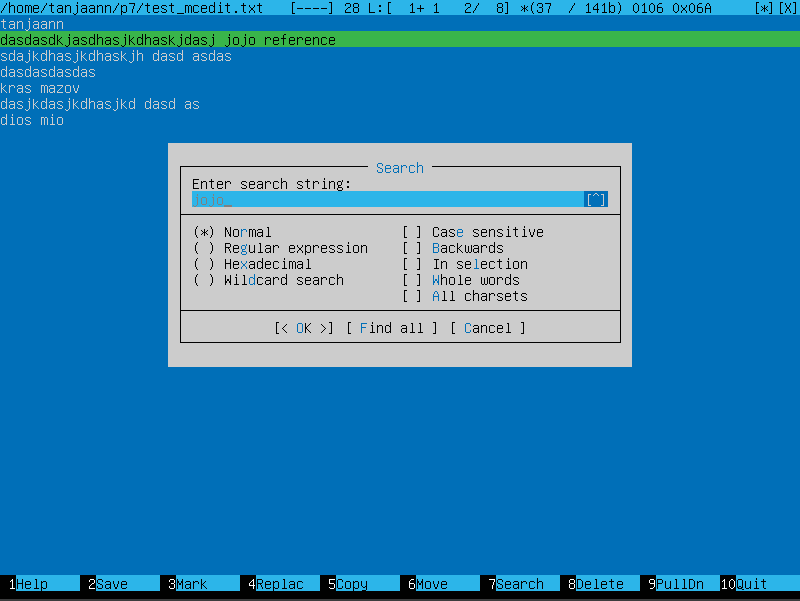 /home/tanjaann/p7/test_mcedit.txt   [----] 28 L:[  1+ 1   2/  8] *(37  / 141b) 0106 0x06A     [*][X]
tanjaann
dasdasdkjasdhasjkdhaskjdasj jojo reference
sdajkdhasjkdhaskjh dasd asdas
dasdasdasdas
kras mazov
dasjkdasjkdhasjkd dasd as
dios mio
Search
Enter search string:
jojo_ [^]
(*) Normal [ ] Case sensitive
( ) Regular expression [ ] Backwards
( ) Hexadecimal [ ] In selection
( ) Wildcard search [ ] Whole words
[ ] All charsets
[< OK >] [ Find all ] [ Cancel ]
1Help 2Save 3Mark 4Replac 5Copy 6Move 7Search 8Delete 9PullDn 10Quit